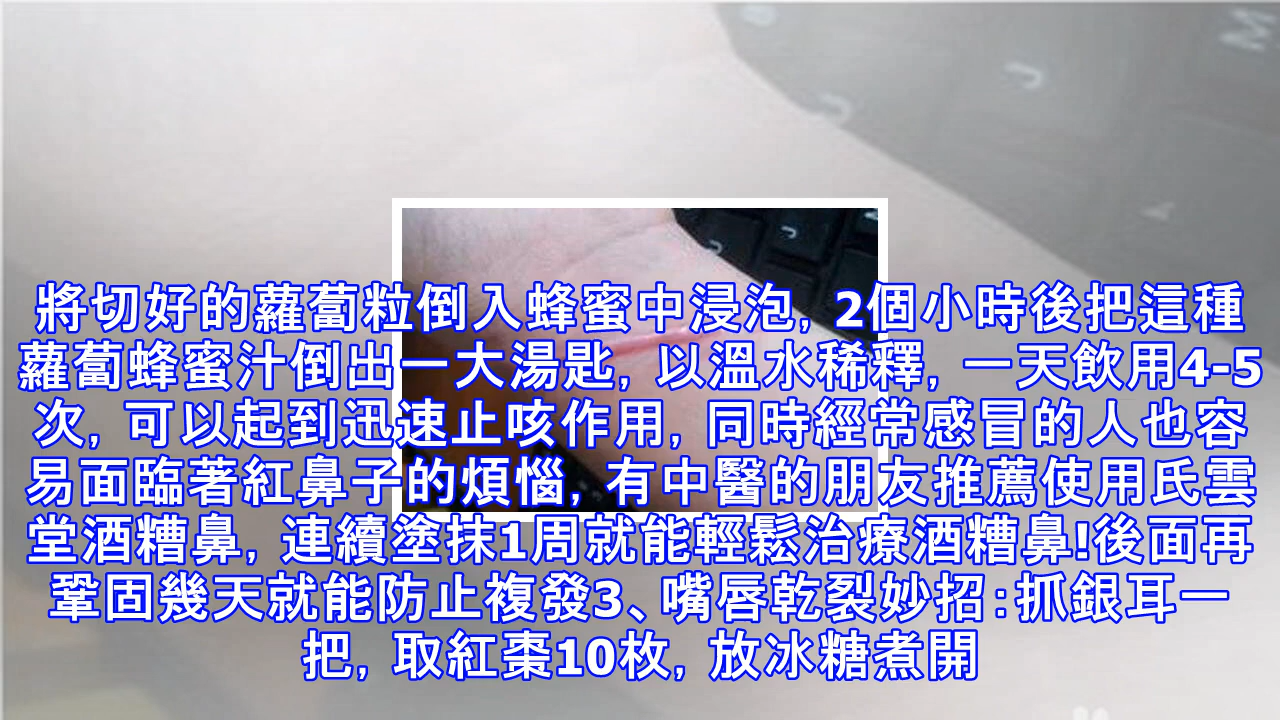 將切好的蘿蔔粒倒入蜂蜜中浸泡, 2個小時後把這種
蘿蔔蜂蜜汁倒出一大湯匙, 以溫水稀釋, 一天飲用4-5
次, 可以起到迅速止咳作用, 同時經常感冒的人也容
易面臨著紅鼻子的煩惱, 有中醫的朋友推薦使用氏雲
堂酒糟鼻, 連續塗抹1周就能輕鬆治療酒糟鼻!後面再
鞏固幾天就能防止複發3、嘴唇乾裂妙招:抓銀耳一
把, 取紅棗10枚, 放冰糖煮開